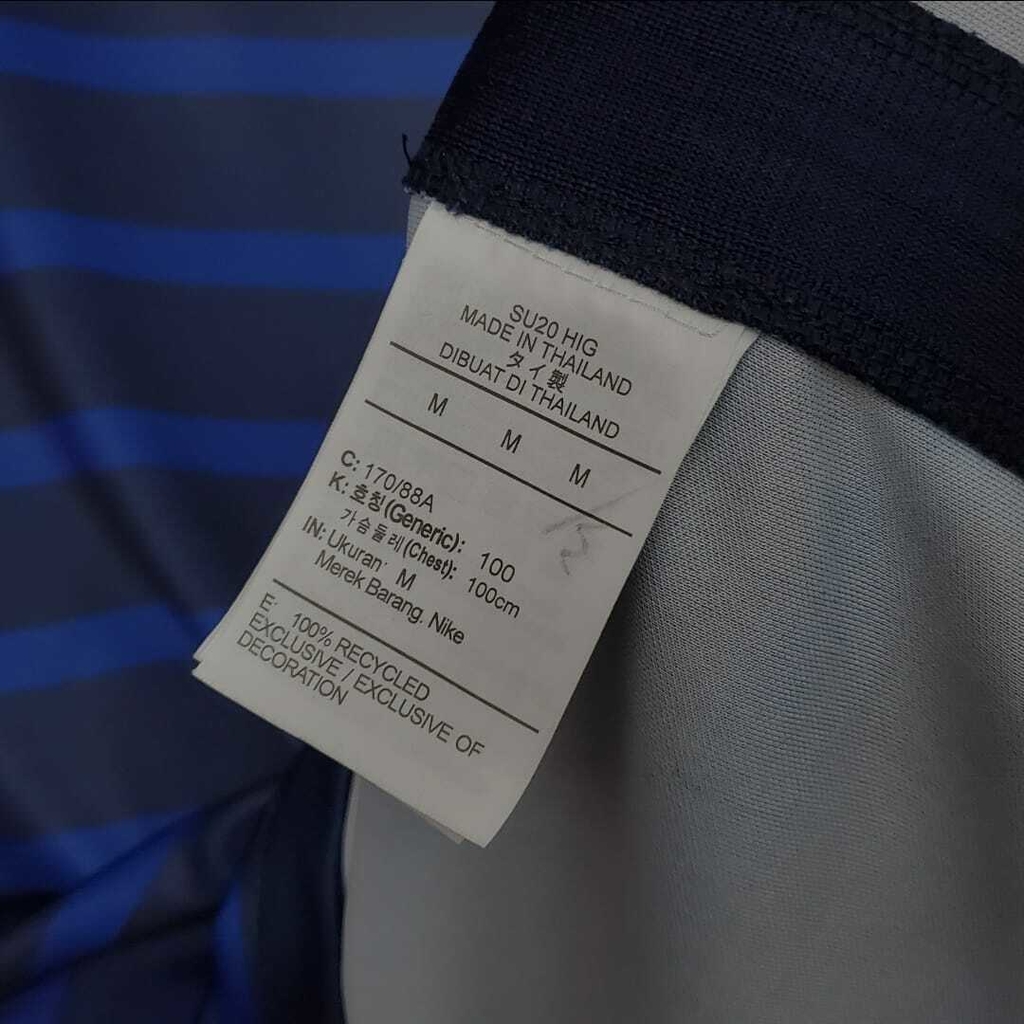 SU20 HIG
MADE IN THAILAND
タイ製
DIBUAT DI THAILAND
M M M
C: 170/88A
K: 호칭(Generic): 100
가슴둘레(Chest): 100cm
IN: Ukuran: M
Merek Barang. Nike
E: 100% RECYCLED
EXCLUSIVE / EXCLUSIVE OF
DECORATION